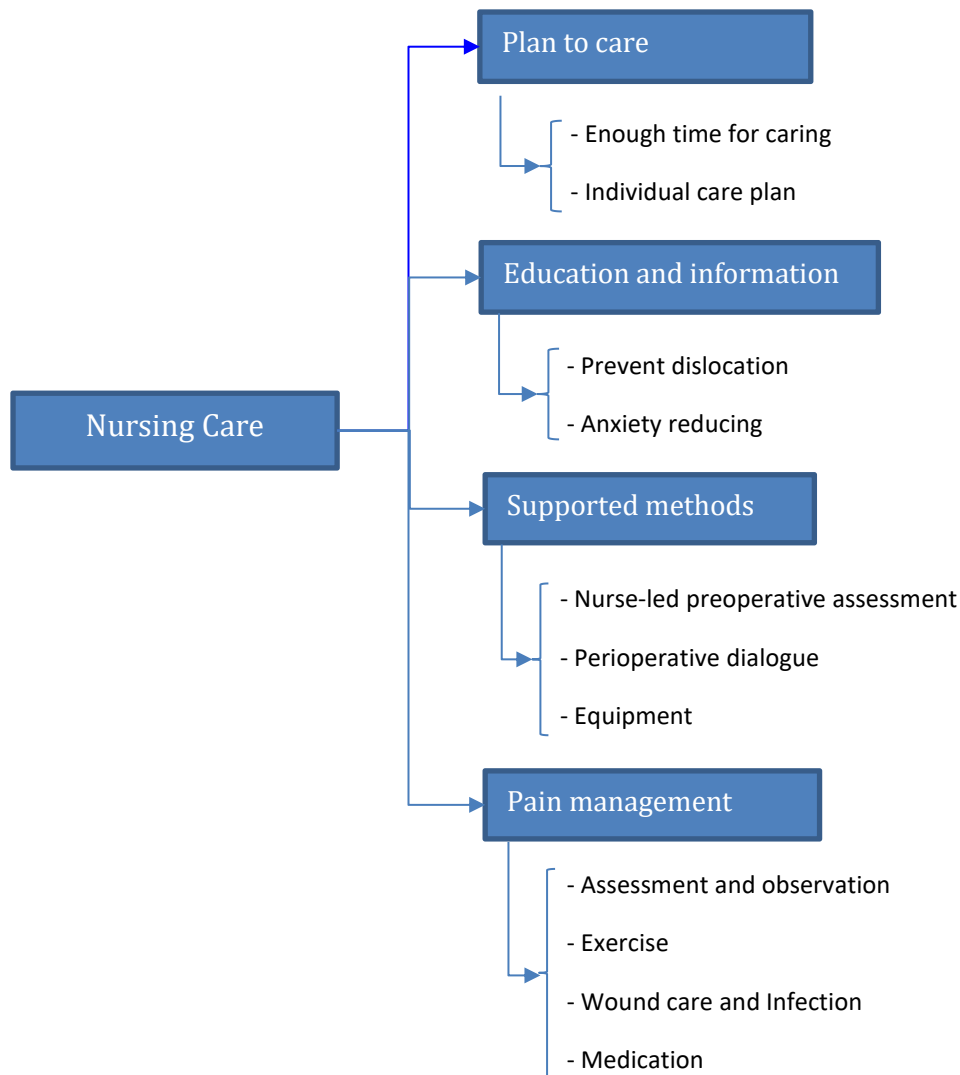 Plan to care
- Enough time for caring
- Individual care plan
Education and information
- Prevent dislocation
- Anxiety reducing
Nursing Care
Supported methods
- Nurse-led preoperative assessment
- Perioperative dialogue
- Equipment
Pain management
- Assessment and observation
- Exercise
- Wound care and Infection
- Medication